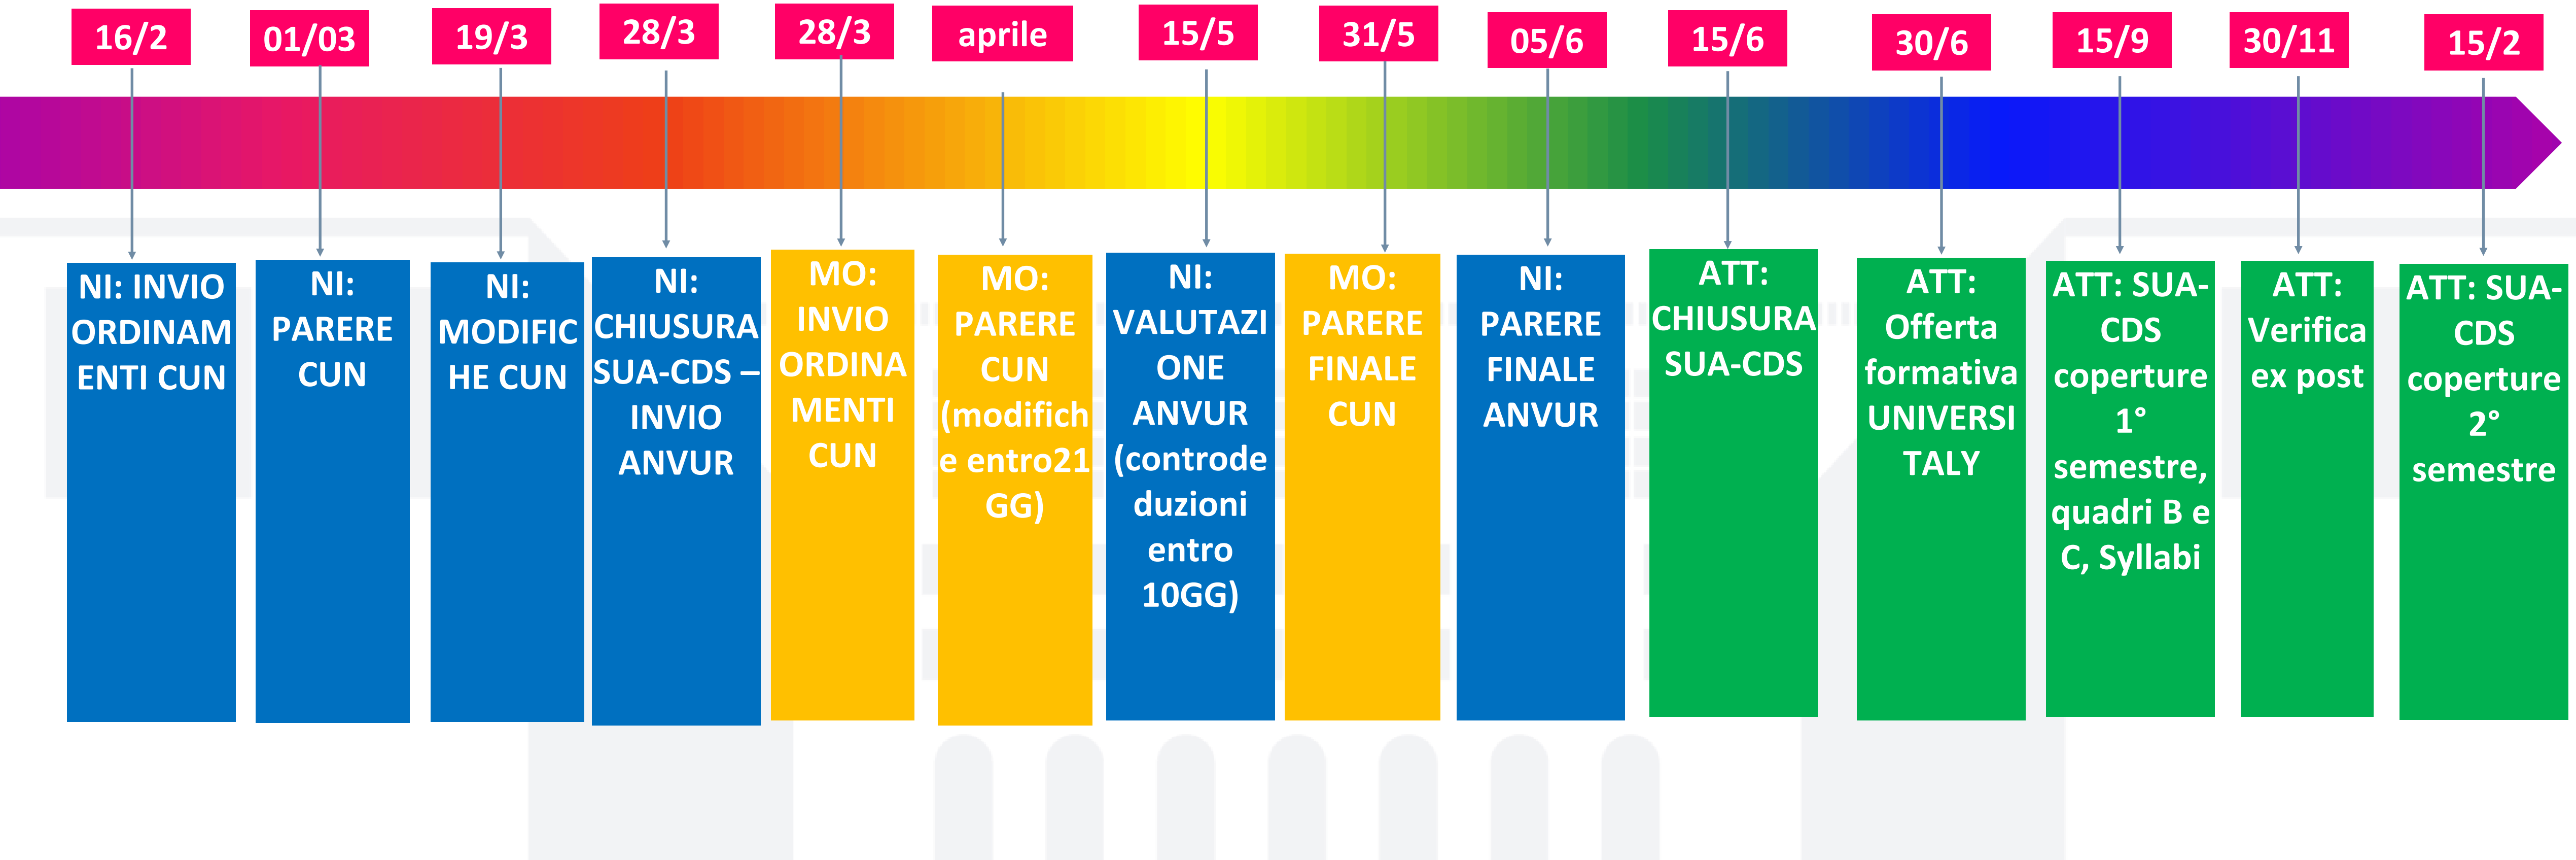 16/2
01/03
19/3
28/3
28/3
aprile
15/5
31/5
05/6
15/6
30/6
15/9
30/11
15/2
NI: INVIO
ORDINAM
ENTI CUN
NI:
PARERE
CUN
NI:
MODIFIC
HE CUN
NI:
CHIUSURA
SUA-CDS –
INVIO
ANVUR
MO:
INVIO
ORDINA
MENTI
CUN
MO:
PARERE
CUN
(modifich
e entro21
GG)
NI:
VALUTAZI
ONE
ANVUR
(controde
duzioni
entro
10GG)
MO:
PARERE
FINALE
CUN
NI:
PARERE
FINALE
ANVUR
ATT:
CHIUSURA
SUA-CDS
ATT:
Offerta
formativa
UNIVERSI
TALY
ATT: SUA-
CDS
coperture
1°
semestre,
quadri B e
C, Syllabi
ATT:
Verifica
ex post
ATT: SUA-
CDS
coperture
2°
semestre